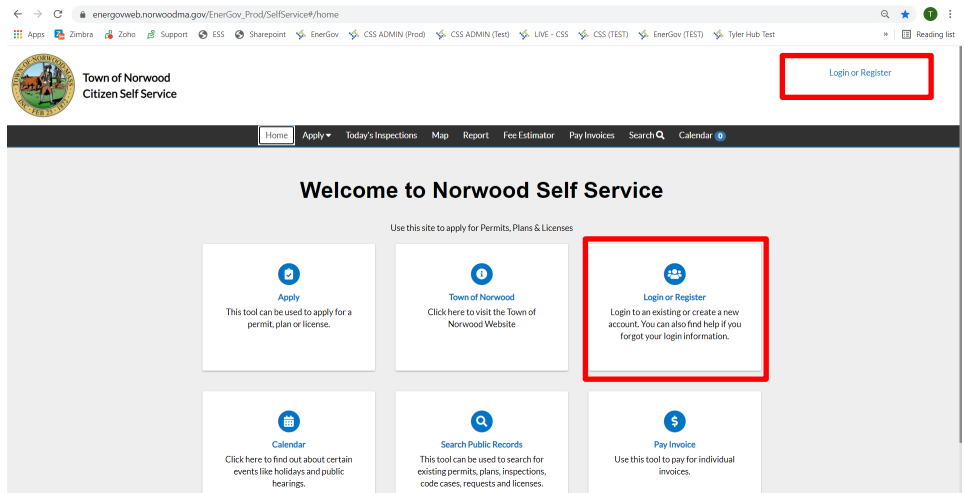 energovweb.norwoodma.gov/EnerGov_Prod/SelfService#/home
T
Apps Zimbra Zoho Support ESS Sharepoint EnerGov CSS ADMIN (Prod) CSS ADMIN (Test) LIVE - CSS CSS (TEST) EnerGov (TEST) Tyler Hub Test » Reading list
Town of Norwood
Citizen Self Service
Login or Register
Home Apply Today's Inspections Map Report Fee Estimator Pay Invoices Search Calendar 0
Welcome to Norwood Self Service
Use this site to apply for Permits, Plans & Licenses
Apply
This tool can be used to apply for a
permit, plan or license.
Town of Norwood
Click here to visit the Town of
Norwood Website
Login or Register
Login to an existing or create a new
account. You can also find help if you
forgot your login information.
Calendar
Click here to find out about certain
events like holidays and public
hearings.
Search Public Records
This tool can be used to search for
existing permits, plans, inspections,
code cases, requests and licenses.
Pay Invoice
Use this tool to pay for individual
invoices.